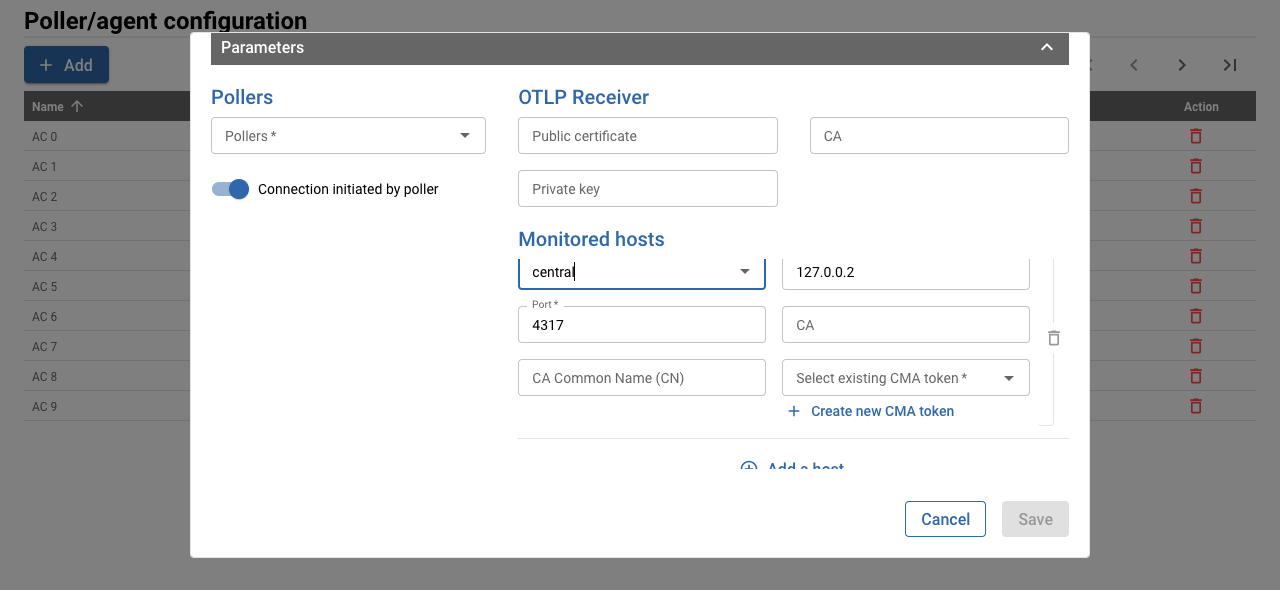 Poller/agent configuration
Add
Name
Action
AC 0
AC 1
AC 2
AC 3
AC 4
AC 5
AC 6
AC 7
AC 8
AC 9
Parameters
Pollers
Pollers *
Connection initiated by poller
OTLP Receiver
Public certificate
CA
Private key
Monitored hosts
central
127.0.0.2
Port *
4317
CA
CA Common Name (CN)
Select existing CMA token *
Create new CMA token
Add a host
Cancel
Save